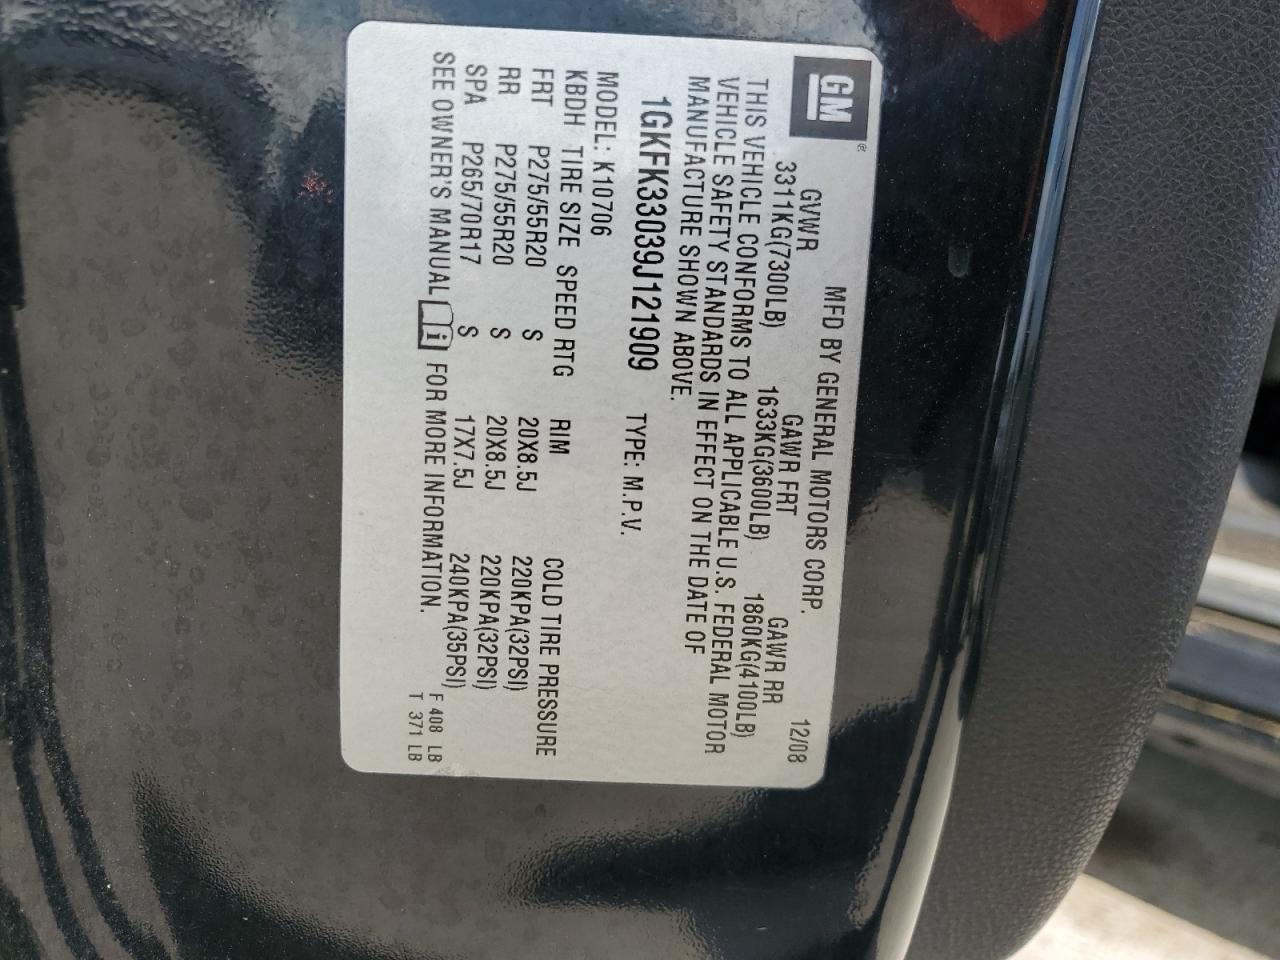 GM
MFD BY GENERAL MOTORS CORP. 12/08
GVWR GAWR FRT GAWR RR
3311KG(7300LB) 1633KG(3600LB) 1860KG(4100LB)
THIS VEHICLE CONFORMS TO ALL APPLICABLE U.S. FEDERAL MOTOR
VEHICLE SAFETY STANDARDS IN EFFECT ON THE DATE OF
MANUFACTURE SHOWN ABOVE.
1GKFK33039J121909 TYPE: M.P.V.
MODEL: K10706
KBDH TIRE SIZE SPEED RTG RIM COLD TIRE PRESSURE
FRT P275/55R20 S 20X8.5J 220KPA(32PSI)
RR P275/55R20 S 20X8.5J 220KPA(32PSI)
SPA P265/70R17 S 17X7.5J 240KPA(35PSI)
SEE OWNER'S MANUAL i FOR MORE INFORMATION.
F 408 LB
T 371 LB